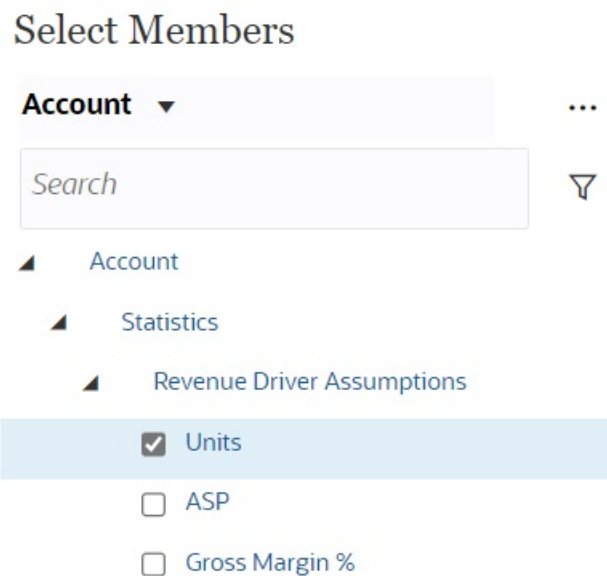 Select Members
Account
...
Search
Account
Statistics
Revenue Driver Assumptions
Units
ASP
Gross Margin %